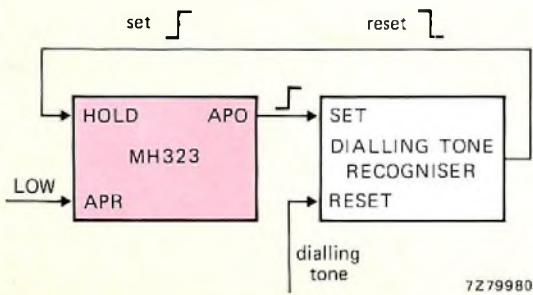 set
reset
HOLD APO
MH323
APR
LOW
SET
DIALLING TONE
RECOGNISER
RESET
dialling
tone
7Z79980